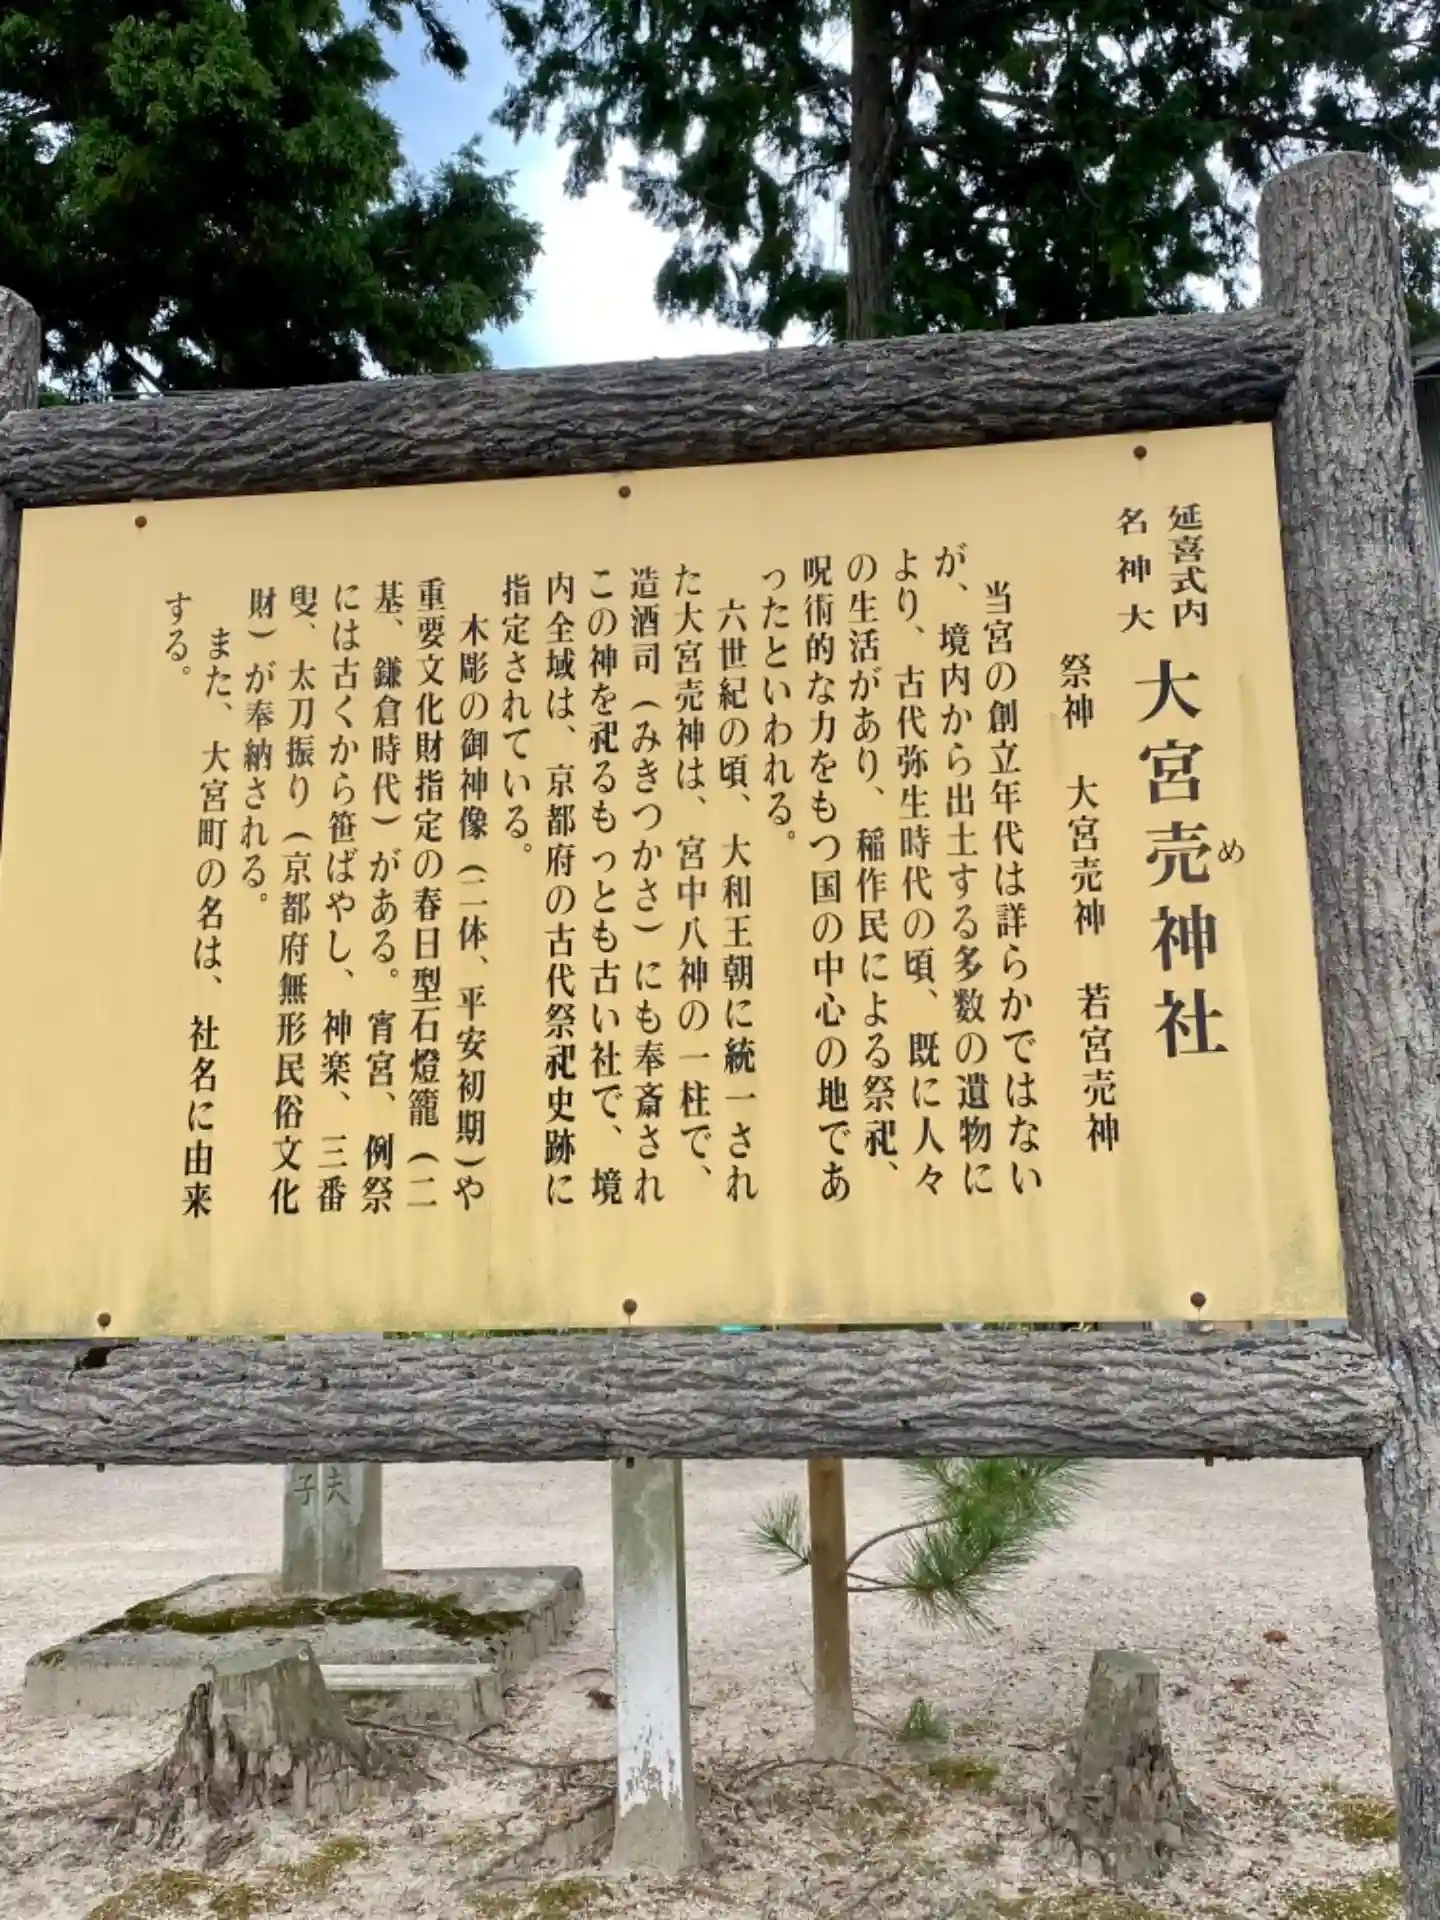 延喜式内
名神大
大宮売神社
め
祭神　大宮売神　若宮売神
当宮の創立年代は詳らかではない
が、境内から出土する多数の遺物に
より、古代弥生時代の頃、既に人々
の生活があり、稲作民による祭祀、
呪術的な力をもつ国の中心の地であ
ったといわれる。
六世紀の頃、大和王朝に統一され
た大宮売神は、宮中八神の一柱で、
造酒司（みきつかさ）にも奉斎され
この神を祀るもっとも古い社で、境
内全域は、京都府の古代祭祀史跡に
指定されている。
木彫の御神像（二体、平安初期）や
重要文化財指定の春日型石燈籠（二
基、鎌倉時代）がある。宵宮、例祭
には古くから笹ばやし、神楽、三番
叟、太刀振り（京都府無形民俗文化
財）が奉納される。
また、大宮町の名は、社名に由来
する。
夫
子